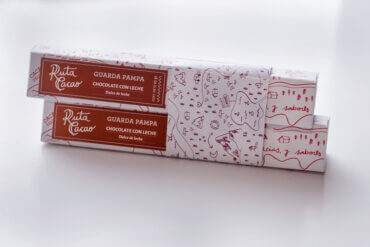 Ruta
Cacao
GUARDA PAMPA
CHOCOLATE CON LECHE
Dulce de leche
Ruta
Cacao
GUARDA PAMPA
CHOCOLATE CON LECHE
Dulce de leche
y sabores
y sabores